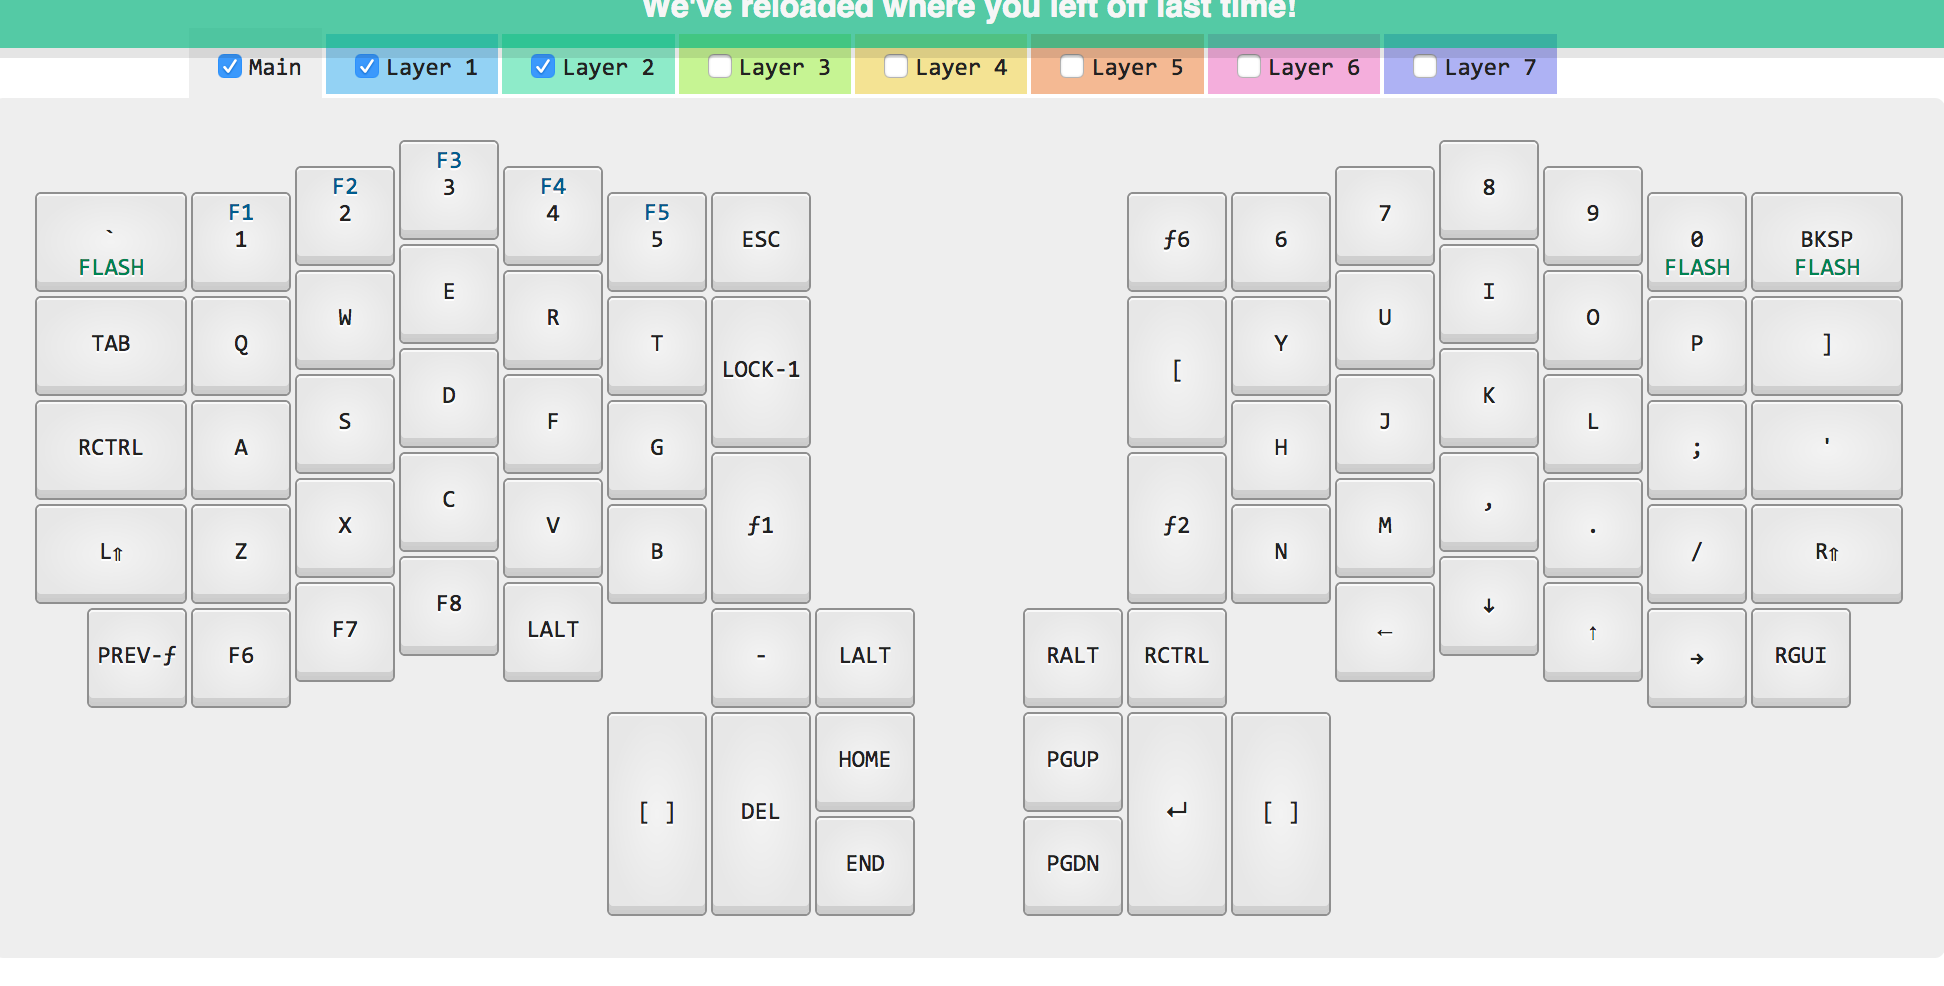 We've reloaded where you left off last time!
Main Layer 1 Layer 2 Layer 3 Layer 4 Layer 5 Layer 6 Layer 7
F3
F2 3 F4 8
F1 2 4 F5 7 9
` 1 5 ESC ƒ6 6 0 BKSP
FLASH FLASH FLASH
E I
W R U O
TAB Q T LOCK-1 [ Y P ]
D K
S F J L
RCTRL A G H ; '
C ,
X V ƒ1 ƒ2 M .
L⇑ Z B N / R⇑
F8 ↓
F7 LALT ← ↑
PREV-ƒ F6 - LALT RALT RCTRL → RGUI
HOME PGUP
[ ] DEL ↵ [ ]
END PGDN